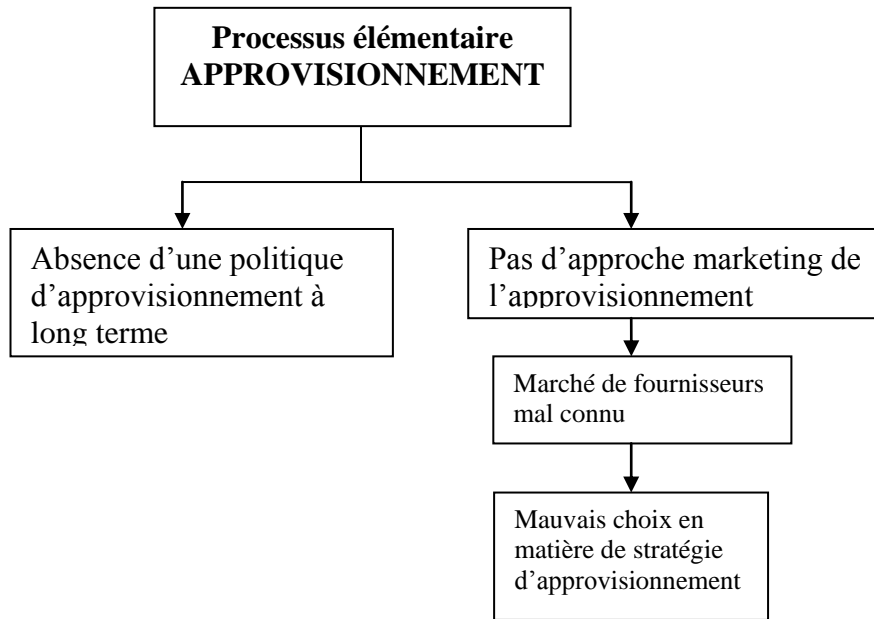 Processus élémentaire
APPROVISIONNEMENT
Absence d’une politique
d’approvisionnement à
long terme
Pas d’approche marketing de
l’approvisionnement
Marché de fournisseurs
mal connu
Mauvais choix en
matière de stratégie
d’approvisionnement